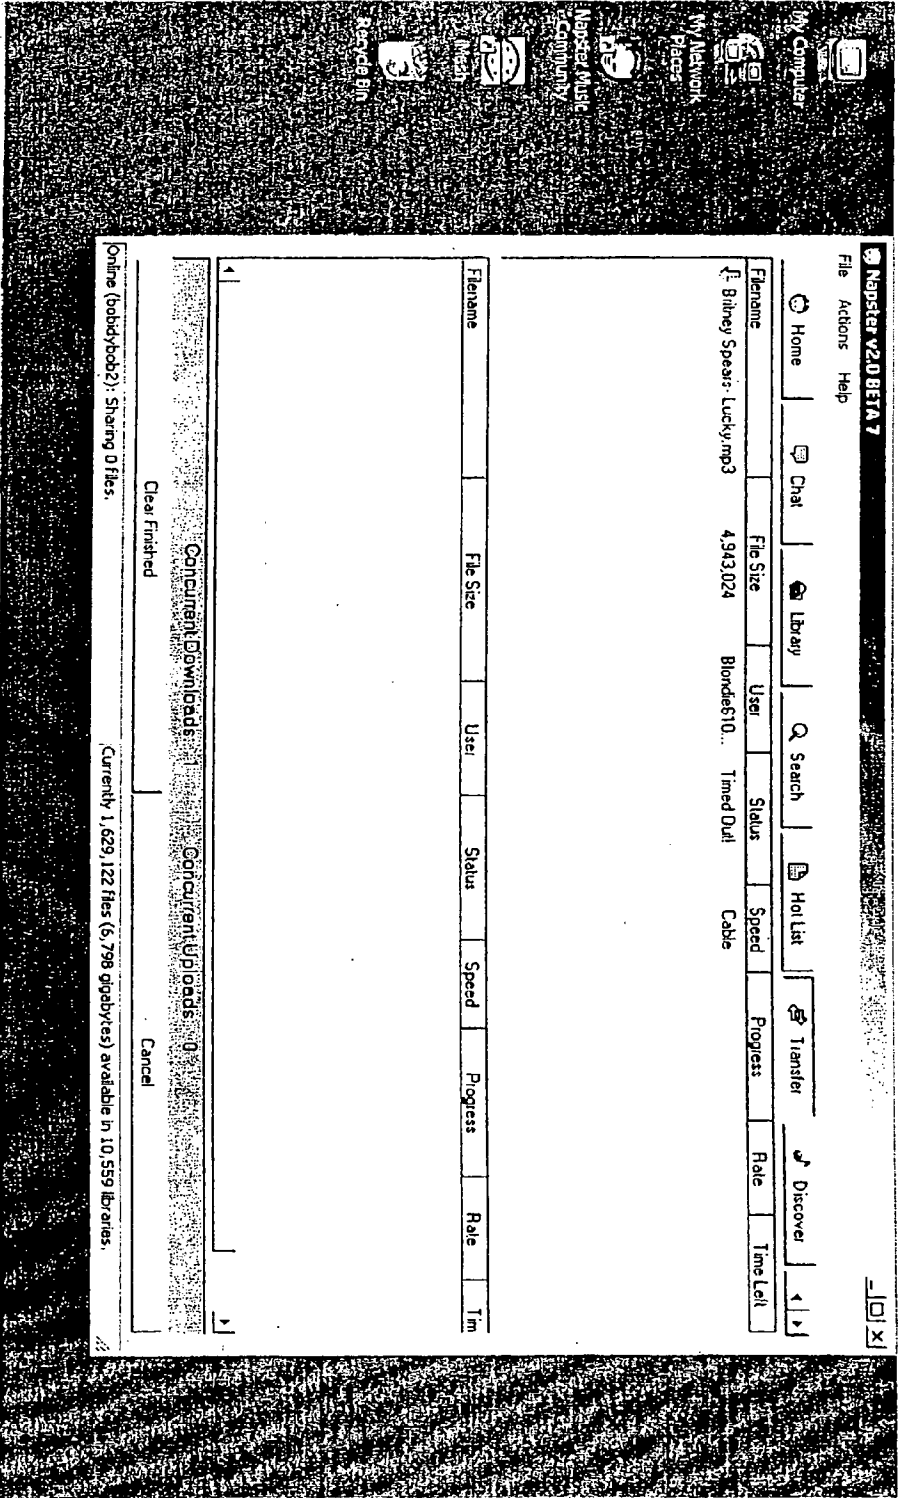 My Computer
My Network
Places
Napster Music
Community
Recycle Bin
Napster v2.0 BETA 7
File Actions Help
Home Chat Library Search Hot List Transfer Discover
Filename File Size User Status Speed Progress Rate Time Left
Britney Spears - Lucky.mp3 4,943,024 Blondie610... Timed Out! Cable
Filename File Size User Status Speed Progress Rate Tim
Concurrent Downloads: 1 Concurrent Uploads: 0
Clear Finished Cancel
Online (bobidybob2): Sharing 0 files. Currently 1,629,122 files (6,798 gigabytes) available in 10,559 libraries.